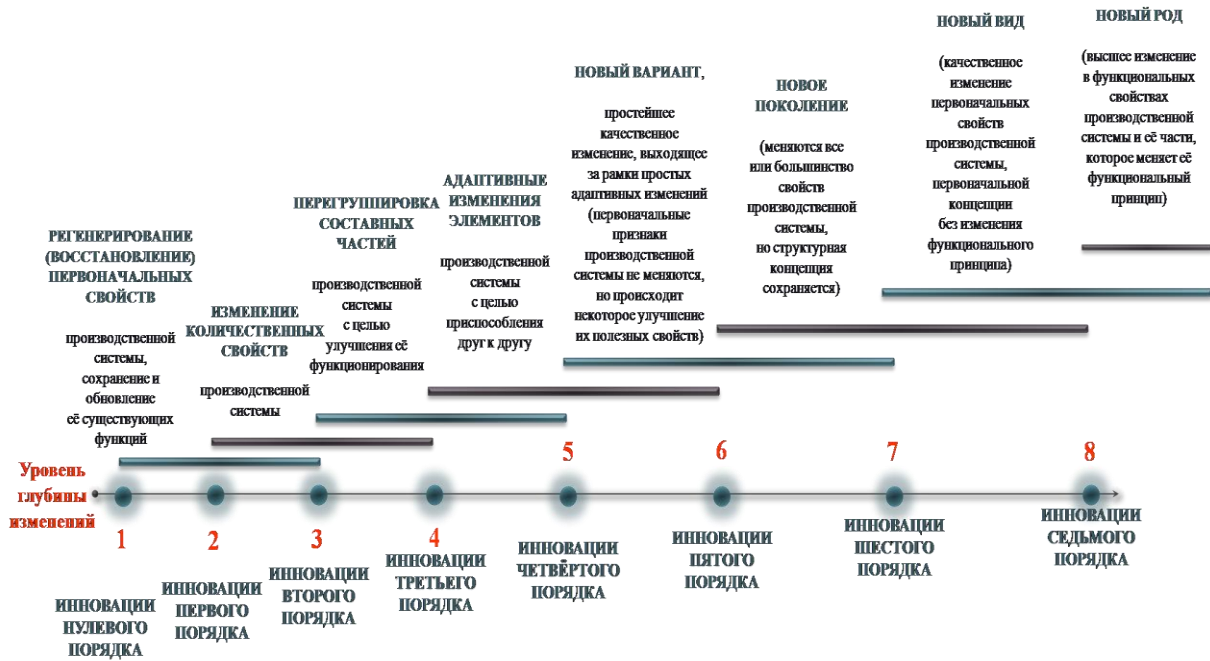 РЕГЕНЕРИРОВАНИЕ
(ВОССТАНОВЛЕНИЕ)
ПЕРВОНАЧАЛЬНЫХ
СВОЙСТВ
производственной
системы,
сохранение и
обновление
её существующих
функций
ИЗМЕНЕНИЕ
КОЛИЧЕСТВЕННЫХ
СВОЙСТВ
производственной
системы
ПЕРЕГРУППИРОВКА
СОСТАВНЫХ
ЧАСТЕЙ
производственной
системы
с целью
улучшения её
функционирования
АДАПТИВНЫЕ
ИЗМЕНЕНИЯ
ЭЛЕМЕНТОВ
производственной
системы
с целью
приспособления
друг к другу
НОВЫЙ ВАРИАНТ,
простейшее
качественное
изменение, выходящее
за рамки простых
адаптивных изменений
(первоначальные
признаки
производственной
системы не меняются,
но происходит
некоторое улучшение
их полезных свойств)
НОВОЕ
ПОКОЛЕНИЕ
(меняются все
или большинство
свойств
производственной
системы,
но структурная
концепция
сохраняется)
НОВЫЙ ВИД
(качественное
изменение
первоначальных
свойств
производственной
системы,
первоначальной
концепции
без изменения
функционального
принципа)
НОВЫЙ РОД
(высшее изменение
в функциональных
свойствах
производственной
системы и её части,
которое меняет её
функциональный
принцип)
Уровень
глубины
изменений
1
2
3
4
5
6
7
8
ИННОВАЦИИ
НУЛЕВОГО
ПОРЯДКА
ИННОВАЦИИ
ПЕРВОГО
ПОРЯДКА
ИННОВАЦИИ
ВТОРОГО
ПОРЯДКА
ИННОВАЦИИ
ТРЕТЬЕГО
ПОРЯДКА
ИННОВАЦИИ
ЧЕТВЁРТОГО
ПОРЯДКА
ИННОВАЦИИ
ПЯТОГО
ПОРЯДКА
ИННОВАЦИИ
ШЕСТОГО
ПОРЯДКА
ИННОВАЦИИ
СЕДЬМОГО
ПОРЯДКА